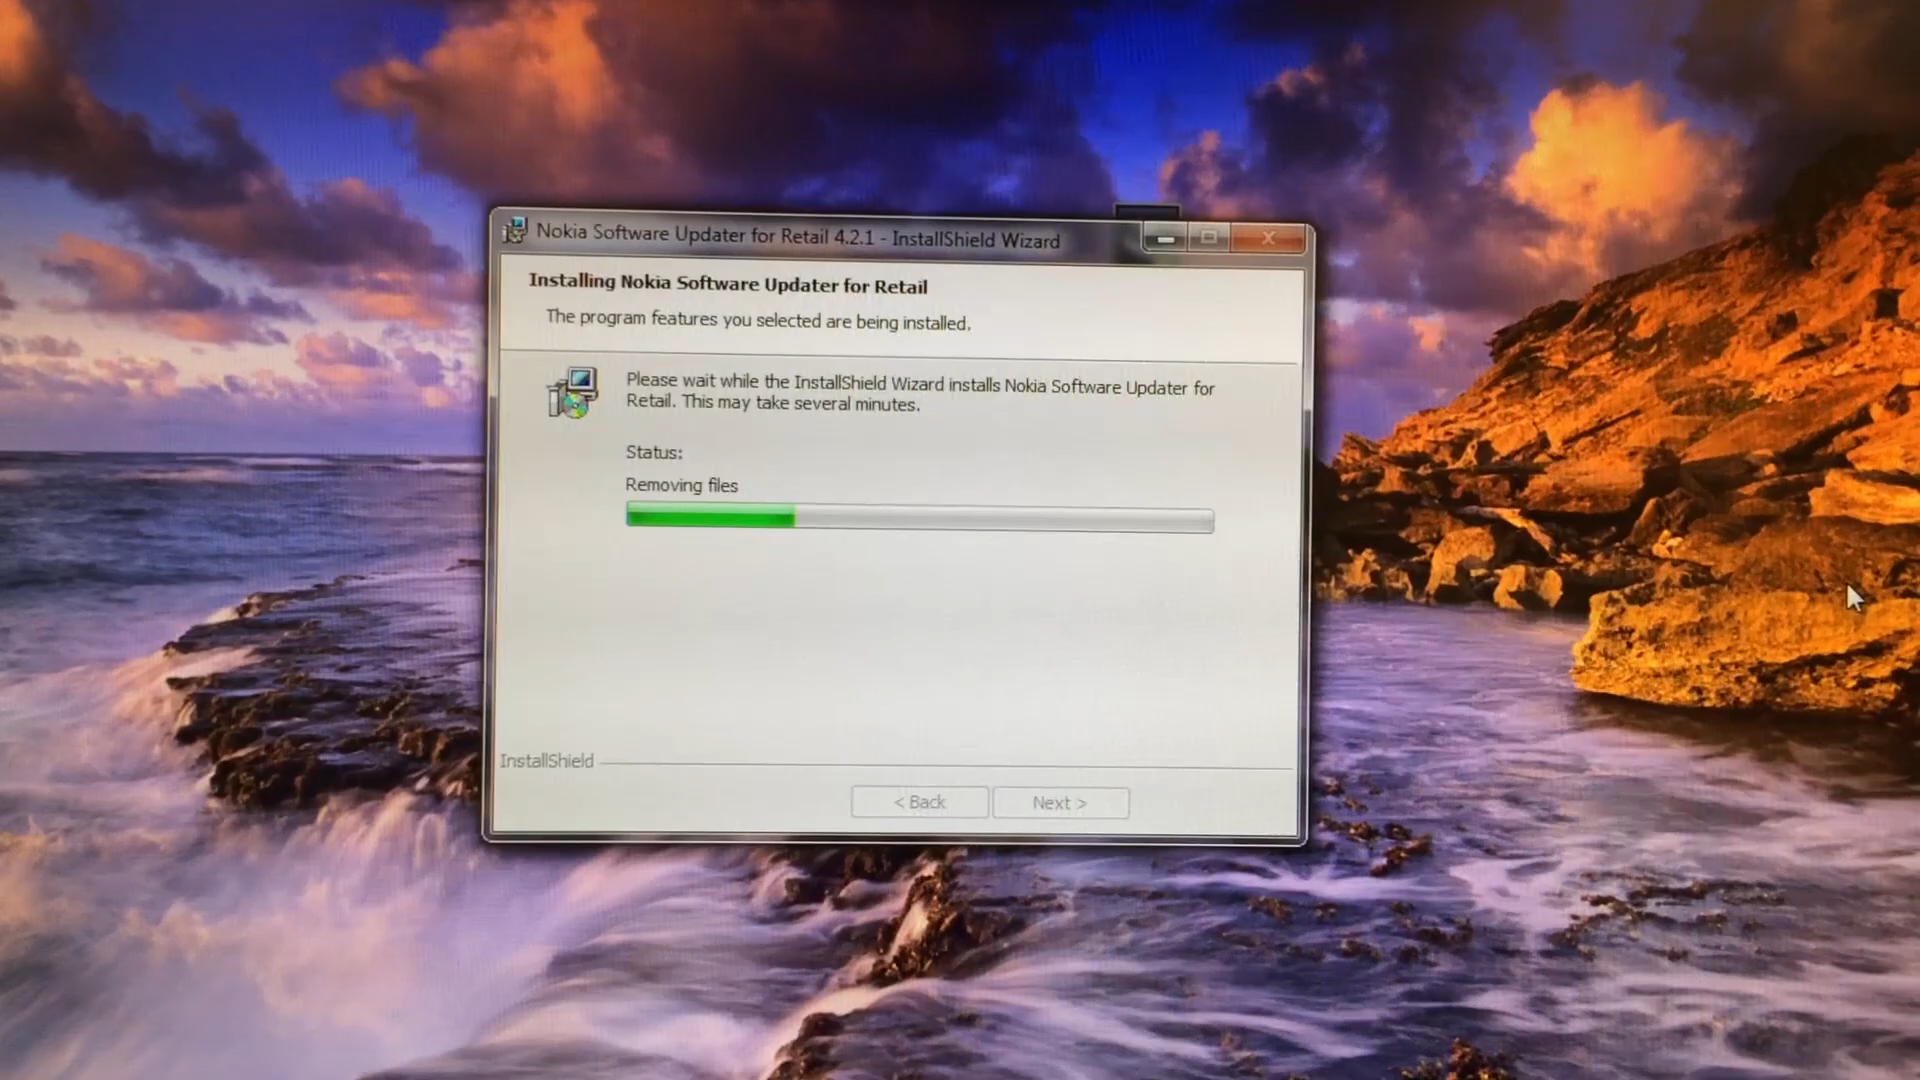 Nokia Software Updater for Retail 4.2.1 - InstallShield Wizard
Installing Nokia Software Updater for Retail
The program features you selected are being installed.
Please wait while the InstallShield Wizard installs Nokia Software Updater for
Retail. This may take several minutes.
Status:
Removing files
InstallShield
< Back
Next >